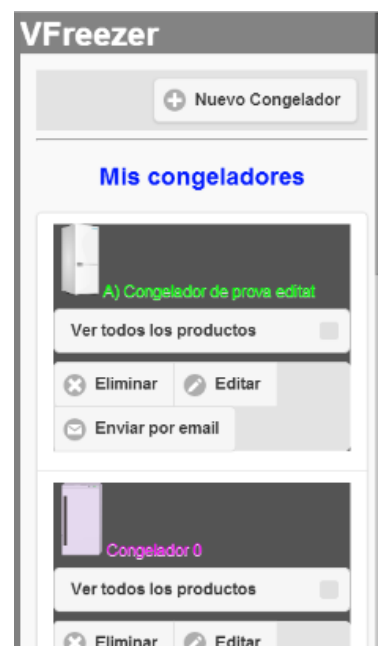 VFreezer
Nuevo Congelador
Mis congeladores
A) Congelador de prova editat
Ver todos los productos
Eliminar Editar
Enviar por email
Congelador 0
Ver todos los productos
Eliminar Editar